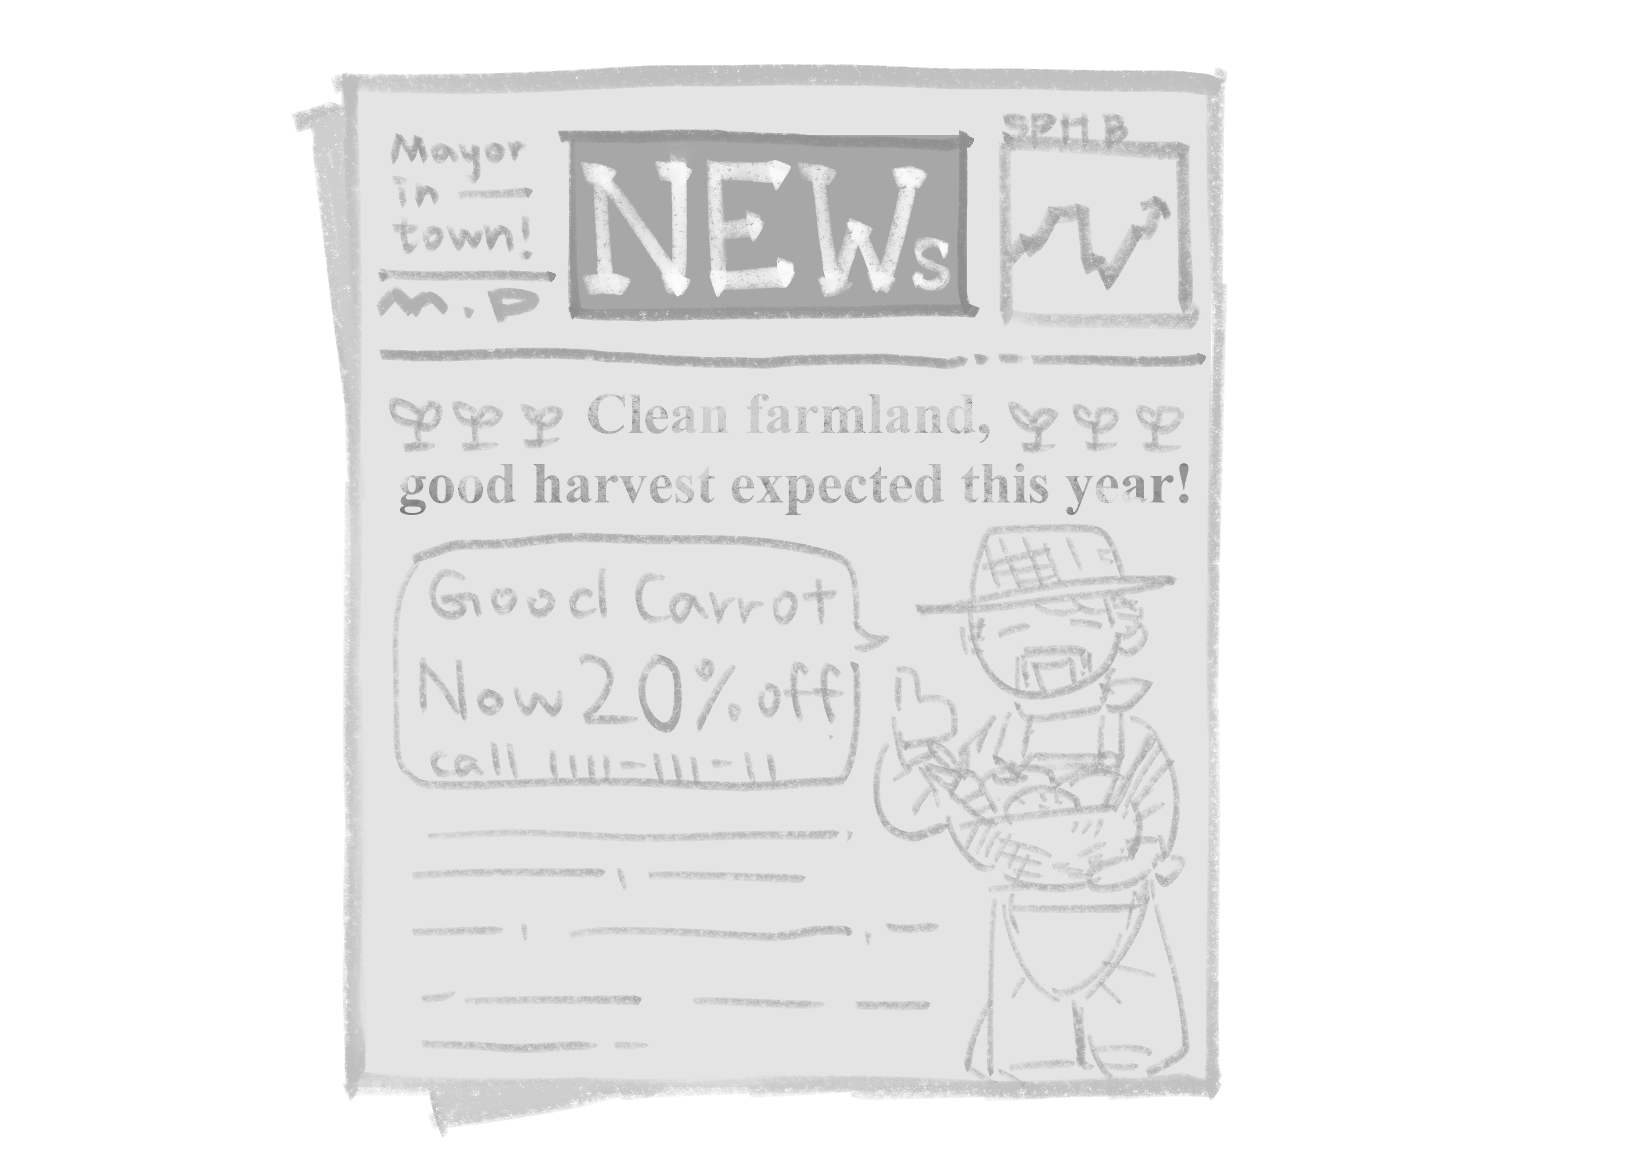 Mayor
in
town!
M.P
NEWs
SPMB
Clean farmland,
good harvest expected this year!
Good Carrot
Now 20% off
call 1111-111-11